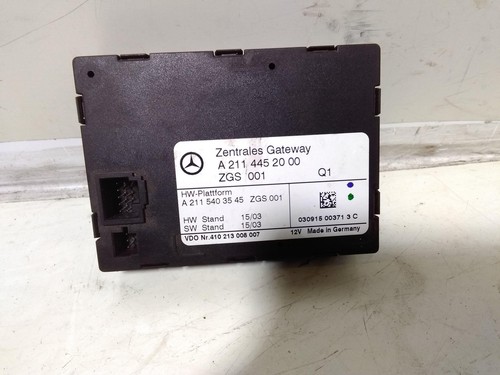 Zentrales Gateway
A 211 445 20 00
ZGS 001 Q1
HW-Plattform
A 211 540 35 45 ZGS 001
HW Stand 15/03
SW Stand 15/03
030915 00371 3 C
VDO Nr.410 213 008 007 12V Made in Germany